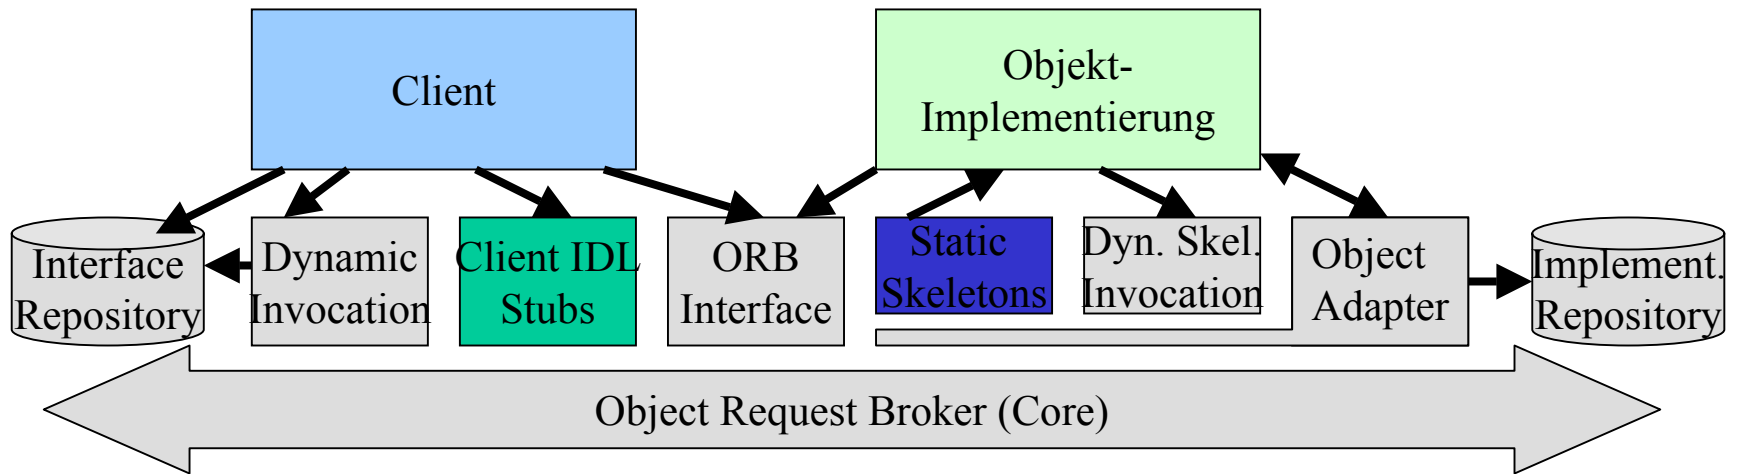 Client
Objekt-
Implementierung
Interface
Repository
Dynamic
Invocation
Client IDL
Stubs
ORB
Interface
Static
Skeletons
Dyn. Skel.
Invocation
Object
Adapter
Implement.
Repository
Object Request Broker (Core)